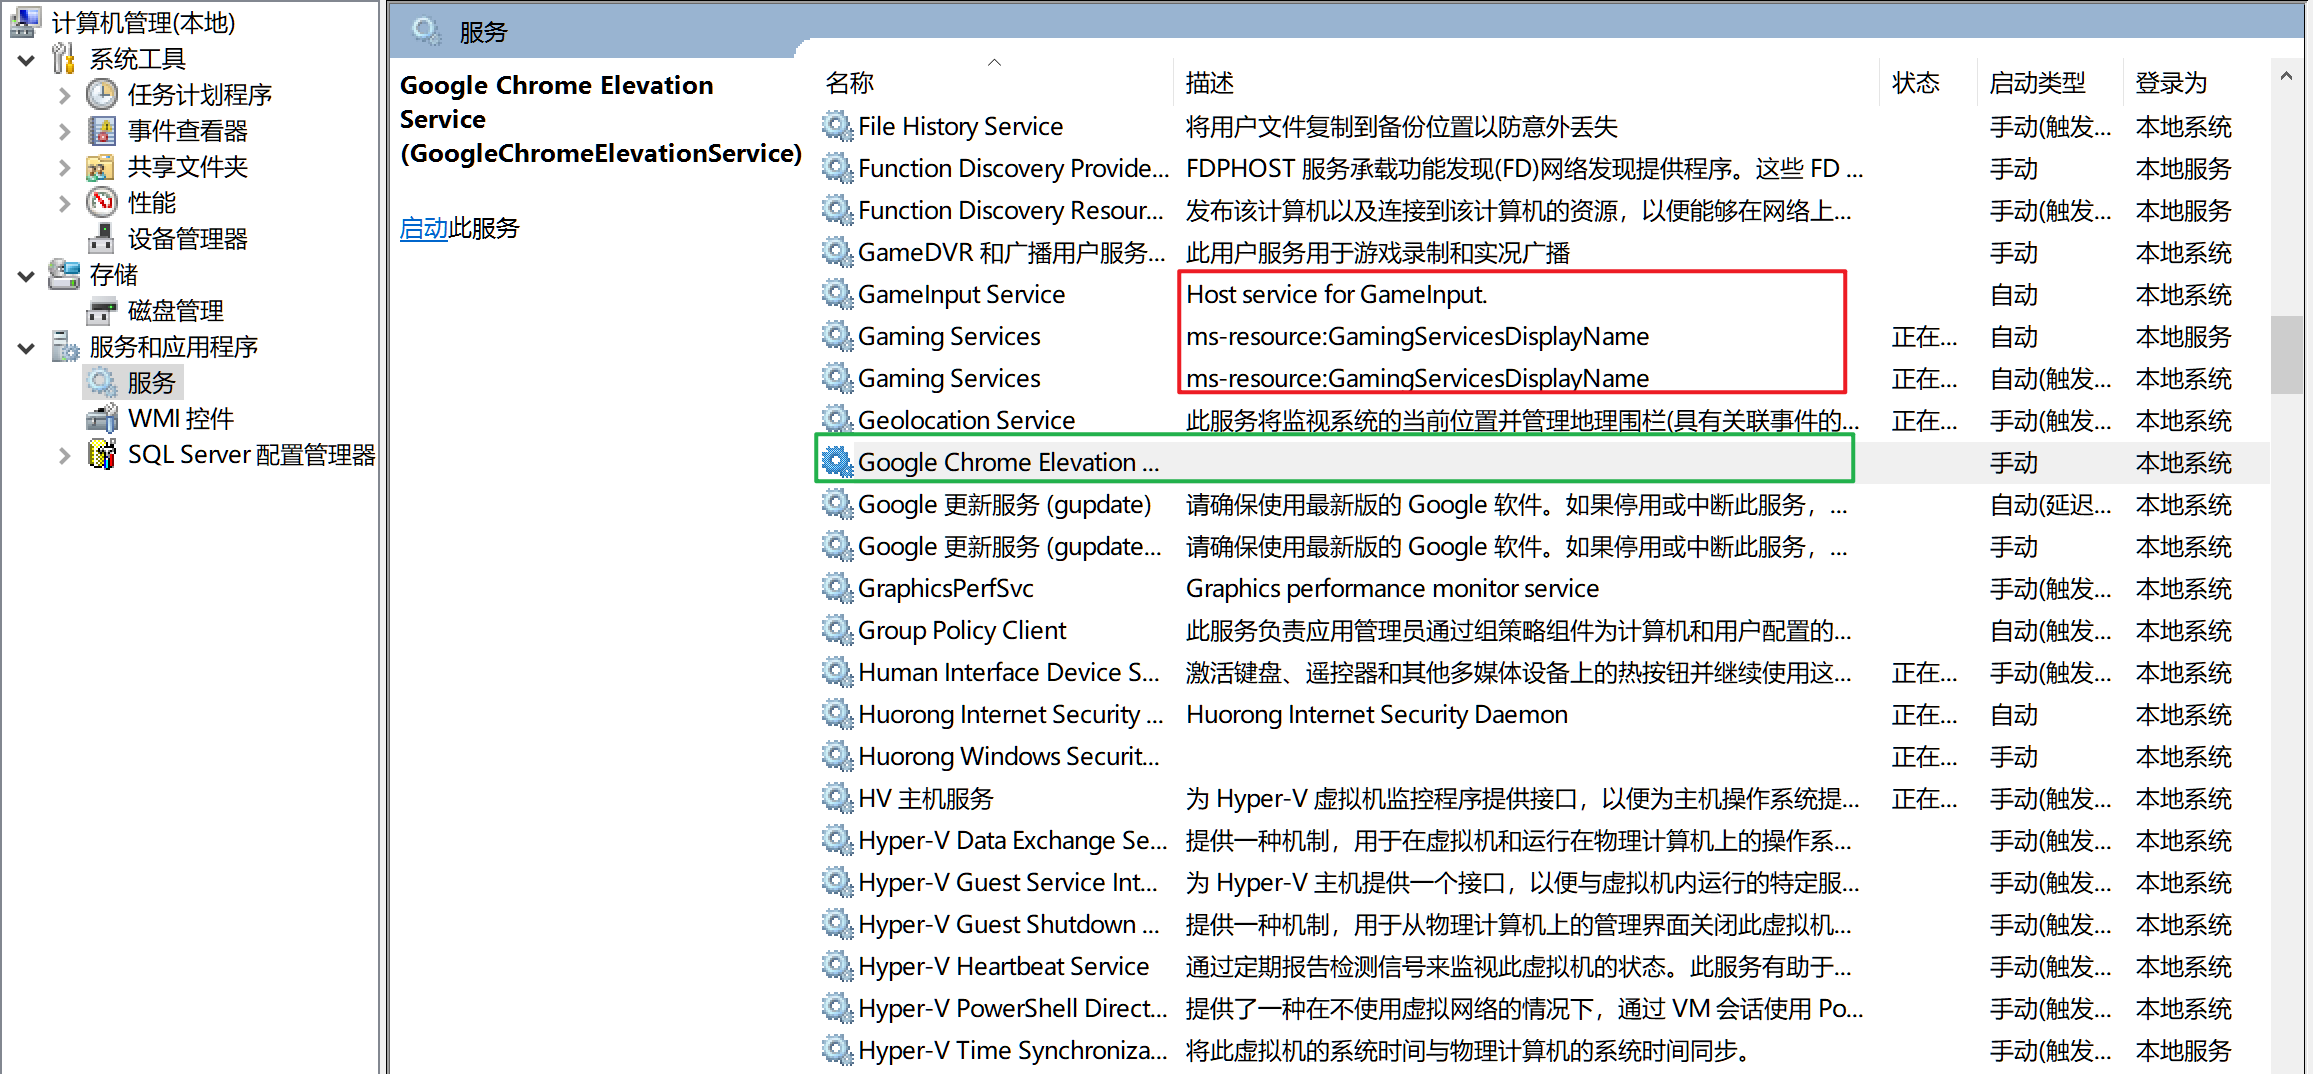 计算机管理(本地)
系统工具
任务计划程序
事件查看器
共享文件夹
性能
设备管理器
存储
磁盘管理
服务和应用程序
服务
WMI 控件
SQL Server 配置管理器
服务
Google Chrome Elevation
Service
(GoogleChromeElevationService)
启动此服务
名称 描述 状态 启动类型 登录为
File History Service 将用户文件复制到备份位置以防意外丢失 手动(触发... 本地系统
Function Discovery Provide... FDPHOST 服务承载功能发现(FD)网络发现提供程序。这些 FD ... 手动 本地服务
Function Discovery Resour... 发布该计算机以及连接到该计算机的资源，以便能够在网络上... 手动(触发... 本地服务
GameDVR 和广播用户服务... 此用户服务用于游戏录制和实况广播 手动 本地系统
GameInput Service Host service for GameInput. 自动 本地系统
Gaming Services ms-resource:GamingServicesDisplayName 正在... 自动 本地服务
Gaming Services ms-resource:GamingServicesDisplayName 正在... 自动(触发... 本地系统
Geolocation Service 此服务将监视系统的当前位置并管理地理围栏(具有关联事件的... 正在... 自动(触发... 本地系统
Google Chrome Elevation ... 手动 本地系统
Google 更新服务 (gupdate) 请确保使用最新版的 Google 软件。如果停用或中断此服务，... 自动(延迟... 本地系统
Google 更新服务 (gupdate... 请确保使用最新版的 Google 软件。如果停用或中断此服务，... 手动 本地系统
GraphicsPerfSvc Graphics performance monitor service 手动(触发... 本地系统
Group Policy Client 此服务负责应用管理员通过组策略组件为计算机和用户配置的... 自动(触发... 本地系统
Human Interface Device S... 激活键盘、遥控器和其他多媒体设备上的热按钮并继续使用这... 正在... 手动(触发... 本地系统
Huorong Internet Security ... Huorong Internet Security Daemon 正在... 自动 本地系统
Huorong Windows Securit... 正在... 手动 本地系统
HV 主机服务 为 Hyper-V 虚拟机监控程序提供接口，以便为主机操作系统提... 正在... 手动(触发... 本地系统
Hyper-V Data Exchange Se... 提供一种机制，用于在虚拟机和运行在物理计算机上的操作系... 手动(触发... 本地系统
Hyper-V Guest Service Int... 为 Hyper-V 主机提供一个接口，以便与虚拟机内运行的特定服... 手动(触发... 本地系统
Hyper-V Guest Shutdown ... 提供一种机制，用于从物理计算机上的管理界面关闭此虚拟机... 手动(触发... 本地系统
Hyper-V Heartbeat Service 通过定期报告检测信号来监视此虚拟机的状态。此服务有助于... 手动(触发... 本地系统
Hyper-V PowerShell Direct... 提供了一种在不使用虚拟网络的情况下，通过 VM 会话使用 Po... 手动(触发... 本地系统
Hyper-V Time Synchroniza... 将此虚拟机的系统时间与物理计算机的系统时间同步。 手动(触发... 本地服务